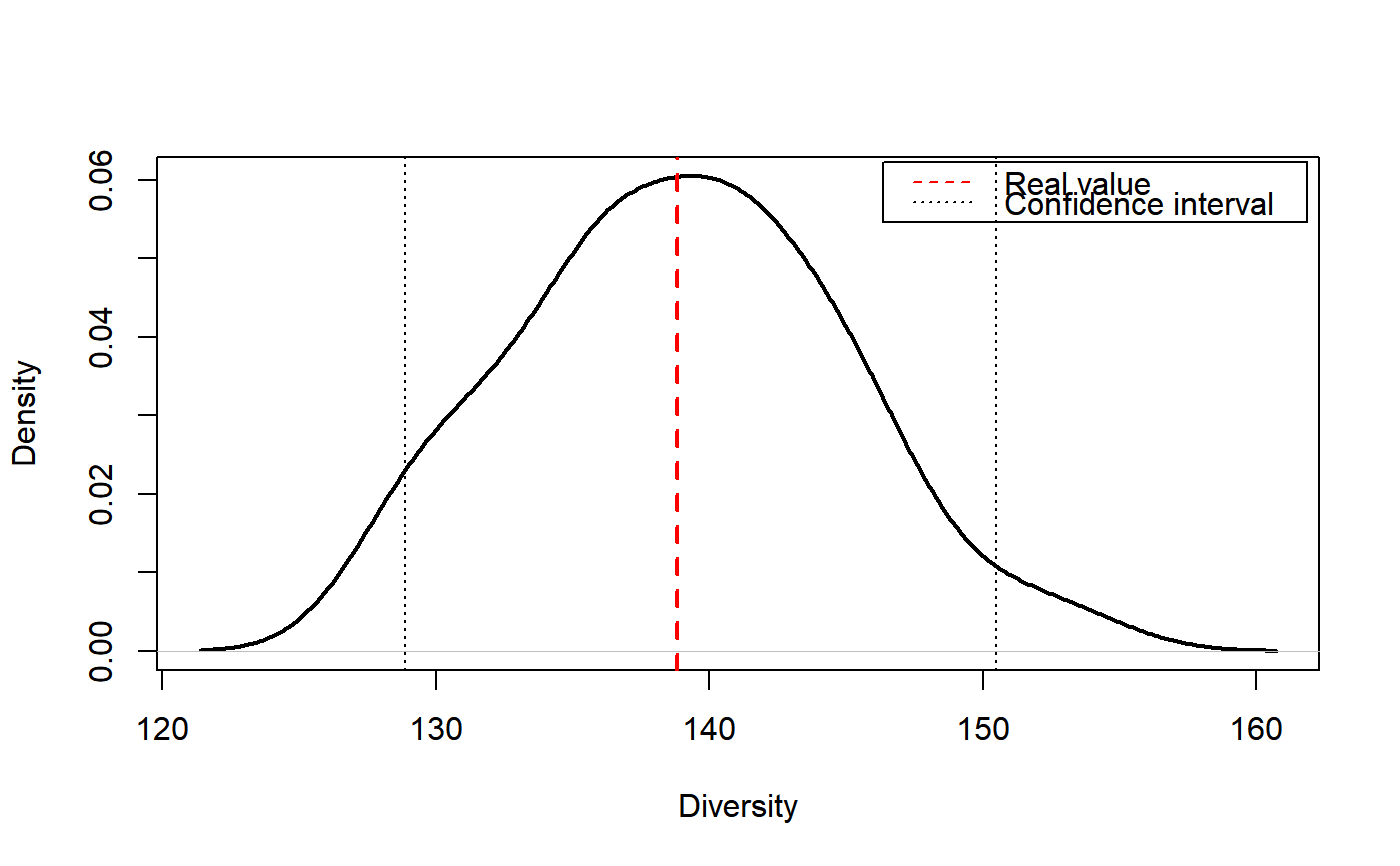 Real value
Confidence interval
0.06
0.04
0.02
0.00
Density
120 130 140 150 160
Diversity